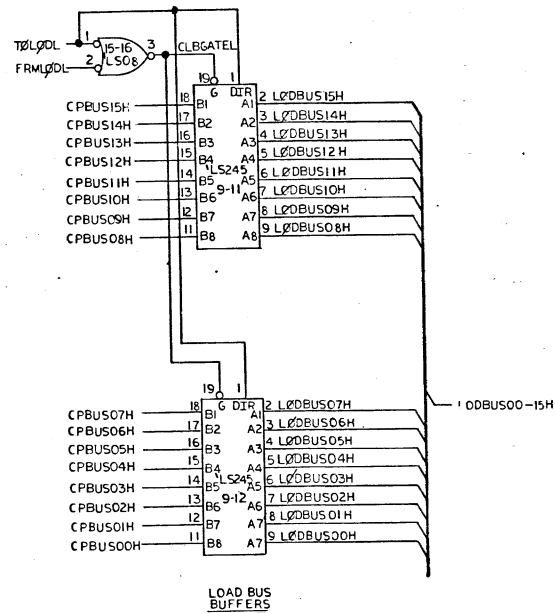 TØLØDL
1
15-16
LS08
3
CLBGATEL
FRMLØDL
2
19
1
G DIR
CPBUS15H 18 B1 A1 2 LØDBUS15H
CPBUS14H 17 B2 A2 3 LØDBUS14H
CPBUS13H 16 B3 A3 4 LØDBUS13H
CPBUS12H 15 B4 A4 5 LØDBUS12H
'LS245
CPBUS11H 14 B5 A5 6 LØDBUS11H
9-11
CPBUS10H 13 B6 A6 7 LØDBUS10H
CPBUS09H 12 B7 A7 8 LØDBUS09H
CPBUS08H 11 B8 A8 9 LØDBUS08H
19
1
G DIR
CPBUS07H 18 B1 A1 2 LØDBUS07H
ODBUS00-15H
CPBUS06H 17 B2 A2 3 LØDBUS06H
CPBUS05H 16 B3 A3 4 LØDBUS05H
CPBUS04H 15 B4 A4 5 LØDBUS04H
'LS245
CPBUS03H 14 B5 A5 6 LØDBUS03H
9-12
CPBUS02H 13 B6 A6 7 LØDBUS02H
CPBUS01H 12 B7 A7 8 LØDBUS01H
CPBUS00H 11 B8 A7 9 LØDBUS00H
LOAD BUS
BUFFERS